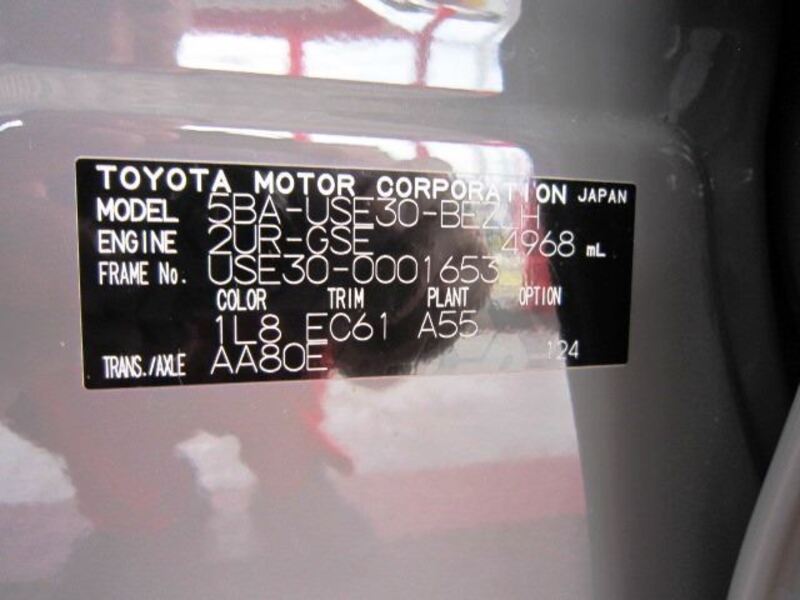 TOYOTA MOTOR CORPORATION JAPAN
MODEL 5BA-USE30-BEZLH
ENGINE 2UR-GSE 4968 mL
FRAME No. USE30-0001653
COLOR TRIM PLANT OPTION
1L8 EC61 A55
TRANS./AXLE AA80E 124